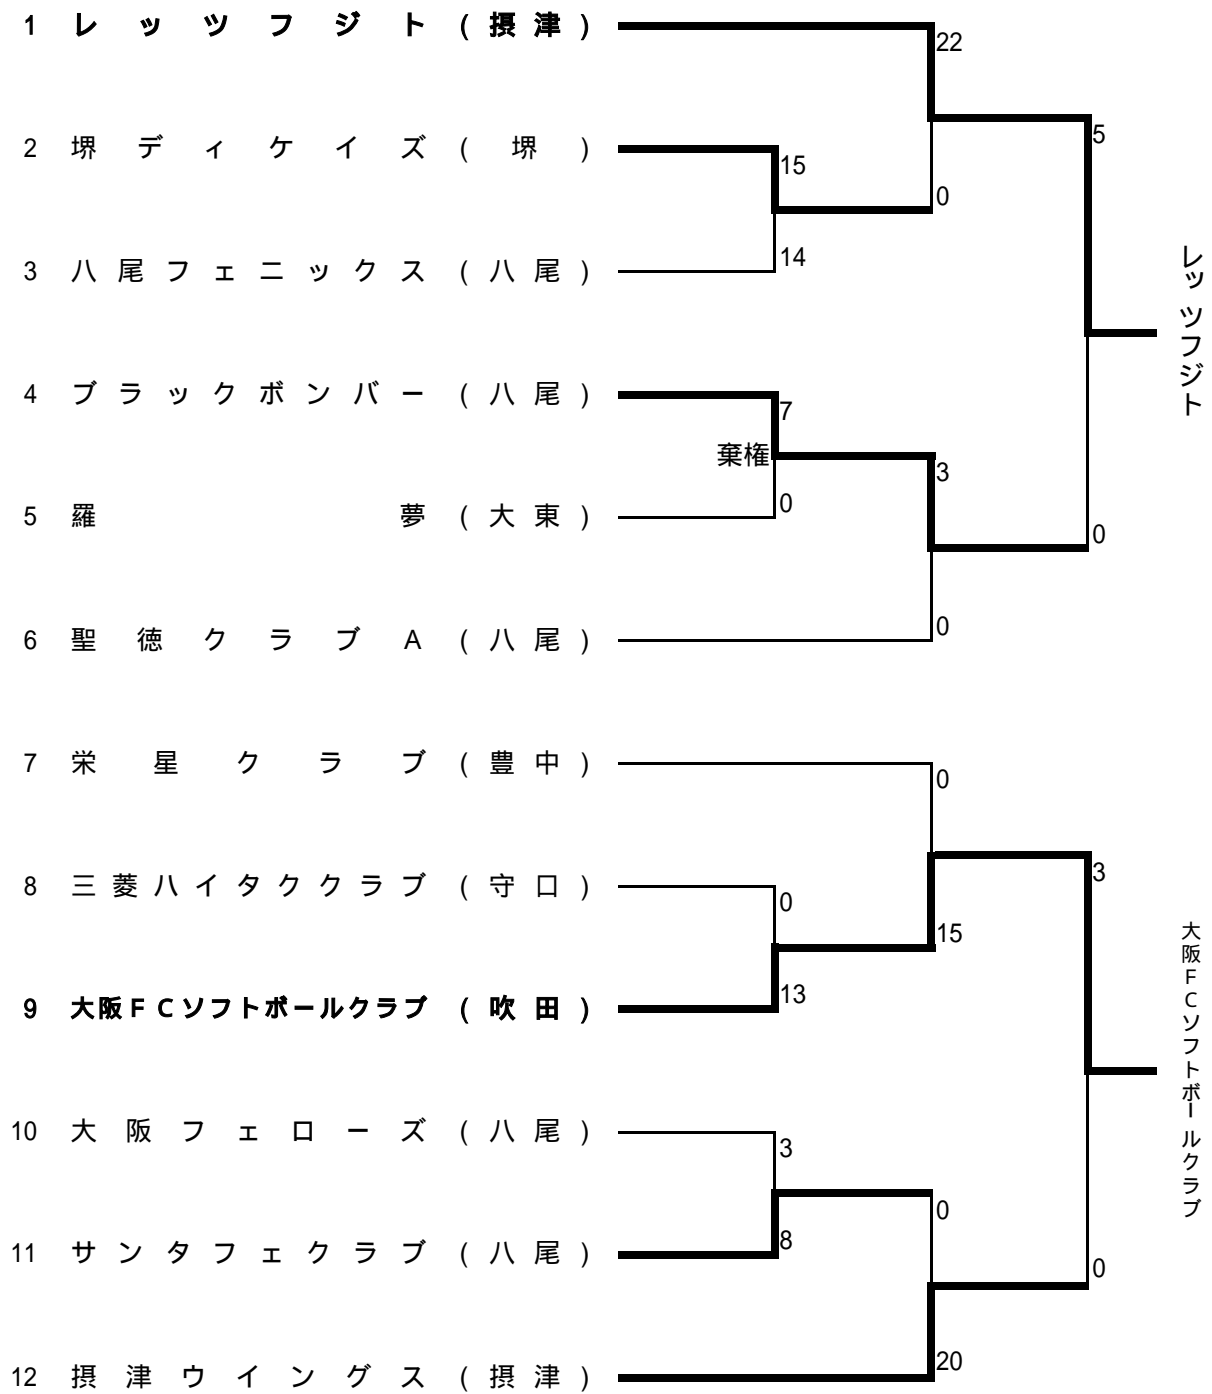 1 レッツフジト (摂津)
22
2 堺ディケイズ (堺)
15
5
0
3 八尾フェニックス (八尾)
14
レッツフジト
4 ブラックボンバー (八尾)
7
棄権
3
5 羅夢 (大東)
0
0
6 聖徳クラブA (八尾)
0
7 栄星クラブ (豊中)
0
8 三菱ハイタククラブ (守口)
0
3
15
9 大阪FCソフトボールクラブ (吹田)
13
大阪FCソフトボールクラブ
10 大阪フェローズ (八尾)
3
0
11 サンタフェクラブ (八尾)
8
0
12 摂津ウイングス (摂津)
20